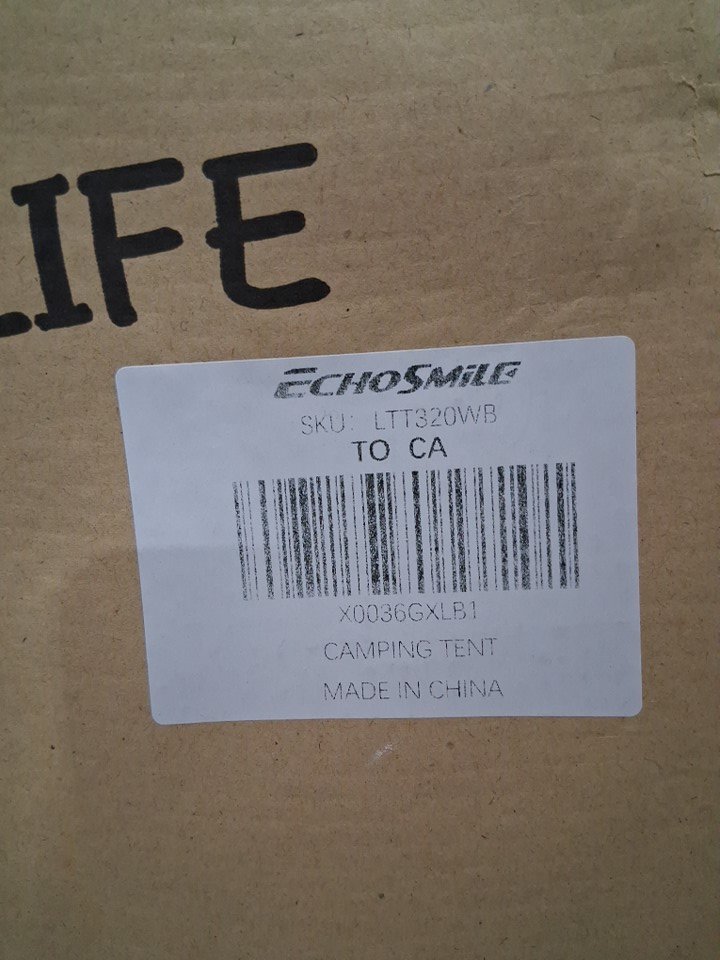 LIFE
ECHOSMILE
SKU: LTT320WB
TO CA
X0036GXLB1
CAMPING TENT
MADE IN CHINA